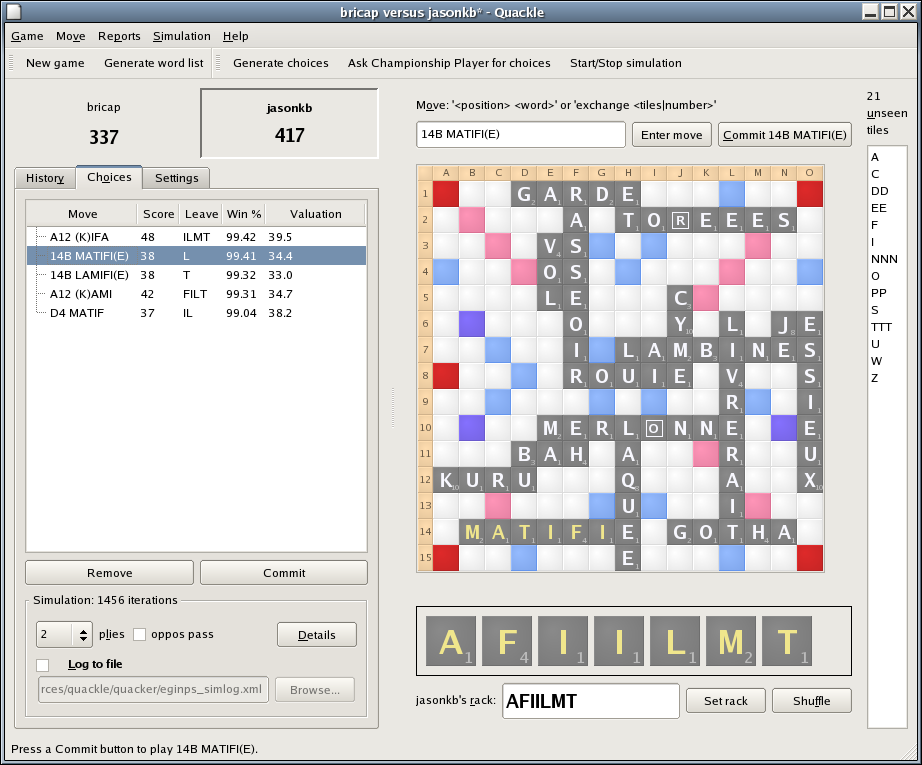 bricap versus jasonkb* - Quackle
Game Move Reports Simulation Help
New game Generate word list Generate choices Ask Championship Player for choices Start/Stop simulation
bricap
337
jasonkb
417
History Choices Settings
Move Score Leave Win % Valuation
A12 (K)IFA 48 ILMT 99.42 39.5
14B MATIFI(E) 38 L 99.41 34.4
14B LAMIFI(E) 38 T 99.32 33.0
A12 (K)AMI 42 FILT 99.31 34.7
D4 MATIF 37 IL 99.04 38.2
Remove Commit
Simulation: 1456 iterations
2 plies oppos pass Details
Log to file
rces/quackle/quacker/eginps_simlog.xml Browse...
Move: '<position> <word>' or 'exchange <tiles|number>'
14B MATIFI(E) Enter move Commit 14B MATIFI(E)
A B C D E F G H I J K L M N O
1 G A R D E
2 A T O R E E E S
3 V S
4 O S
5 L E C
6 O Y L J E
7 I L A M B I N E S
8 R O U I E V S
9 R I
10 M E R L O N N E E
11 B A H A R U
12 K U R U Q A X
13 U I
14 M A T I F I E G O T H A
15 E
A1 F4 I1 I1 L1 M2 T1
jasonkb's rack: AFIILMT Set rack Shuffle
21
unseen
tiles
A
C
DD
EE
F
I
NNN
O
PP
S
TTT
U
W
Z
Press a Commit button to play 14B MATIFI(E).